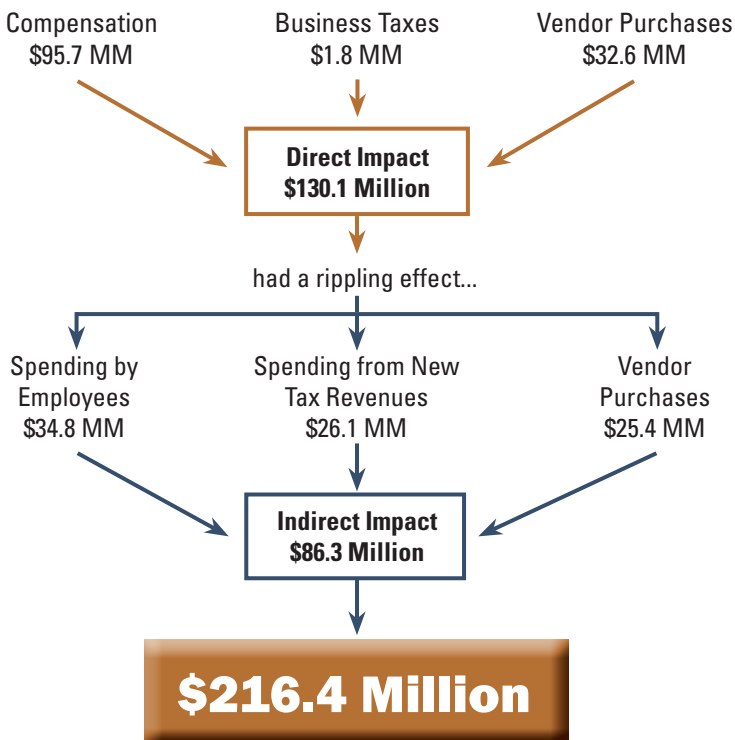 Compensation
$95.7 MM
Business Taxes
$1.8 MM
Vendor Purchases
$32.6 MM
Direct Impact
$130.1 Million
had a rippling effect...
Spending by
Employees
$34.8 MM
Spending from New
Tax Revenues
$26.1 MM
Vendor
Purchases
$25.4 MM
Indirect Impact
$86.3 Million
$216.4 Million